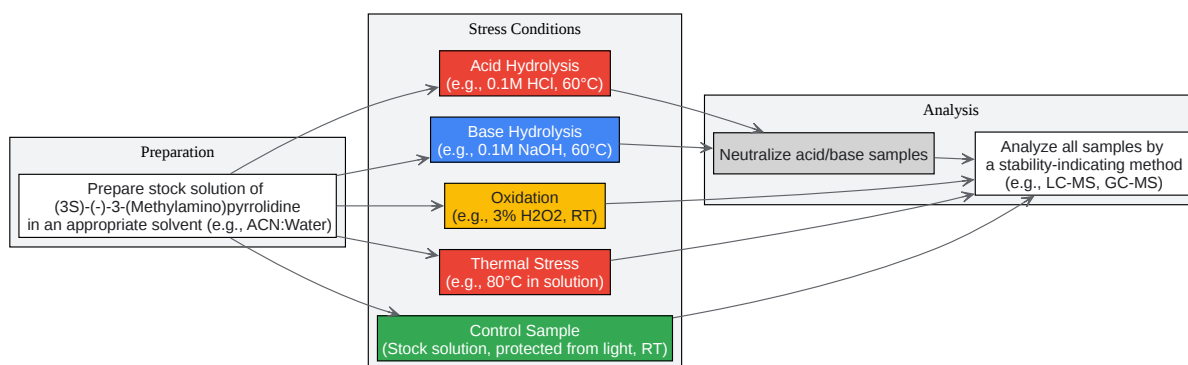 Preparation
Prepare stock solution of
(3S)-(-)-3-(Methylamino)pyrrolidine
in an appropriate solvent (e.g., ACN:Water)
Stress Conditions
Acid Hydrolysis
(e.g., 0.1M HCl, 60°C)
Base Hydrolysis
(e.g., 0.1M NaOH, 60°C)
Oxidation
(e.g., 3% H2O2, RT)
Thermal Stress
(e.g., 80°C in solution)
Control Sample
(Stock solution, protected from light, RT)
Analysis
Neutralize acid/base samples
Analyze all samples by
a stability-indicating method
(e.g., LC-MS, GC-MS)